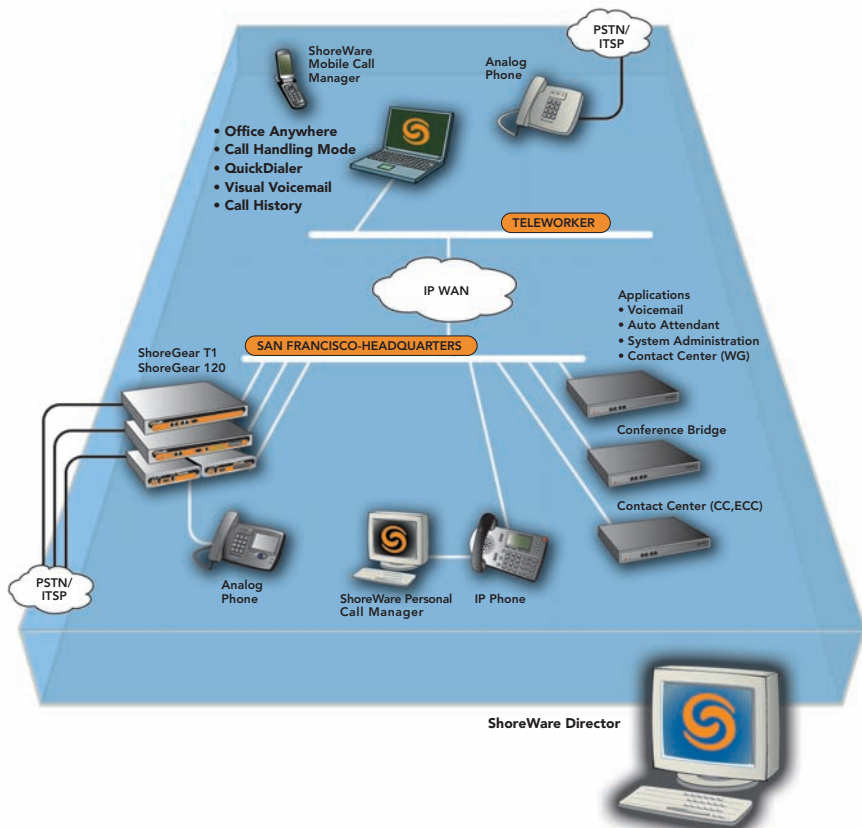 PSTN/
ITSP
ShoreWare
Mobile Call
Manager
Analog
Phone
• Office Anywhere
• Call Handling Mode
• QuickDialer
• Visual Voicemail
• Call History
TELEWORKER
IP WAN
Applications
• Voicemail
• Auto Attendant
• System Administration
• Contact Center (WG)
SAN FRANCISCO-HEADQUARTERS
ShoreGear T1
ShoreGear 120
Conference Bridge
Contact Center (CC,ECC)
PSTN/
ITSP
Analog
Phone
ShoreWare Personal
Call Manager
IP Phone
ShoreWare Director